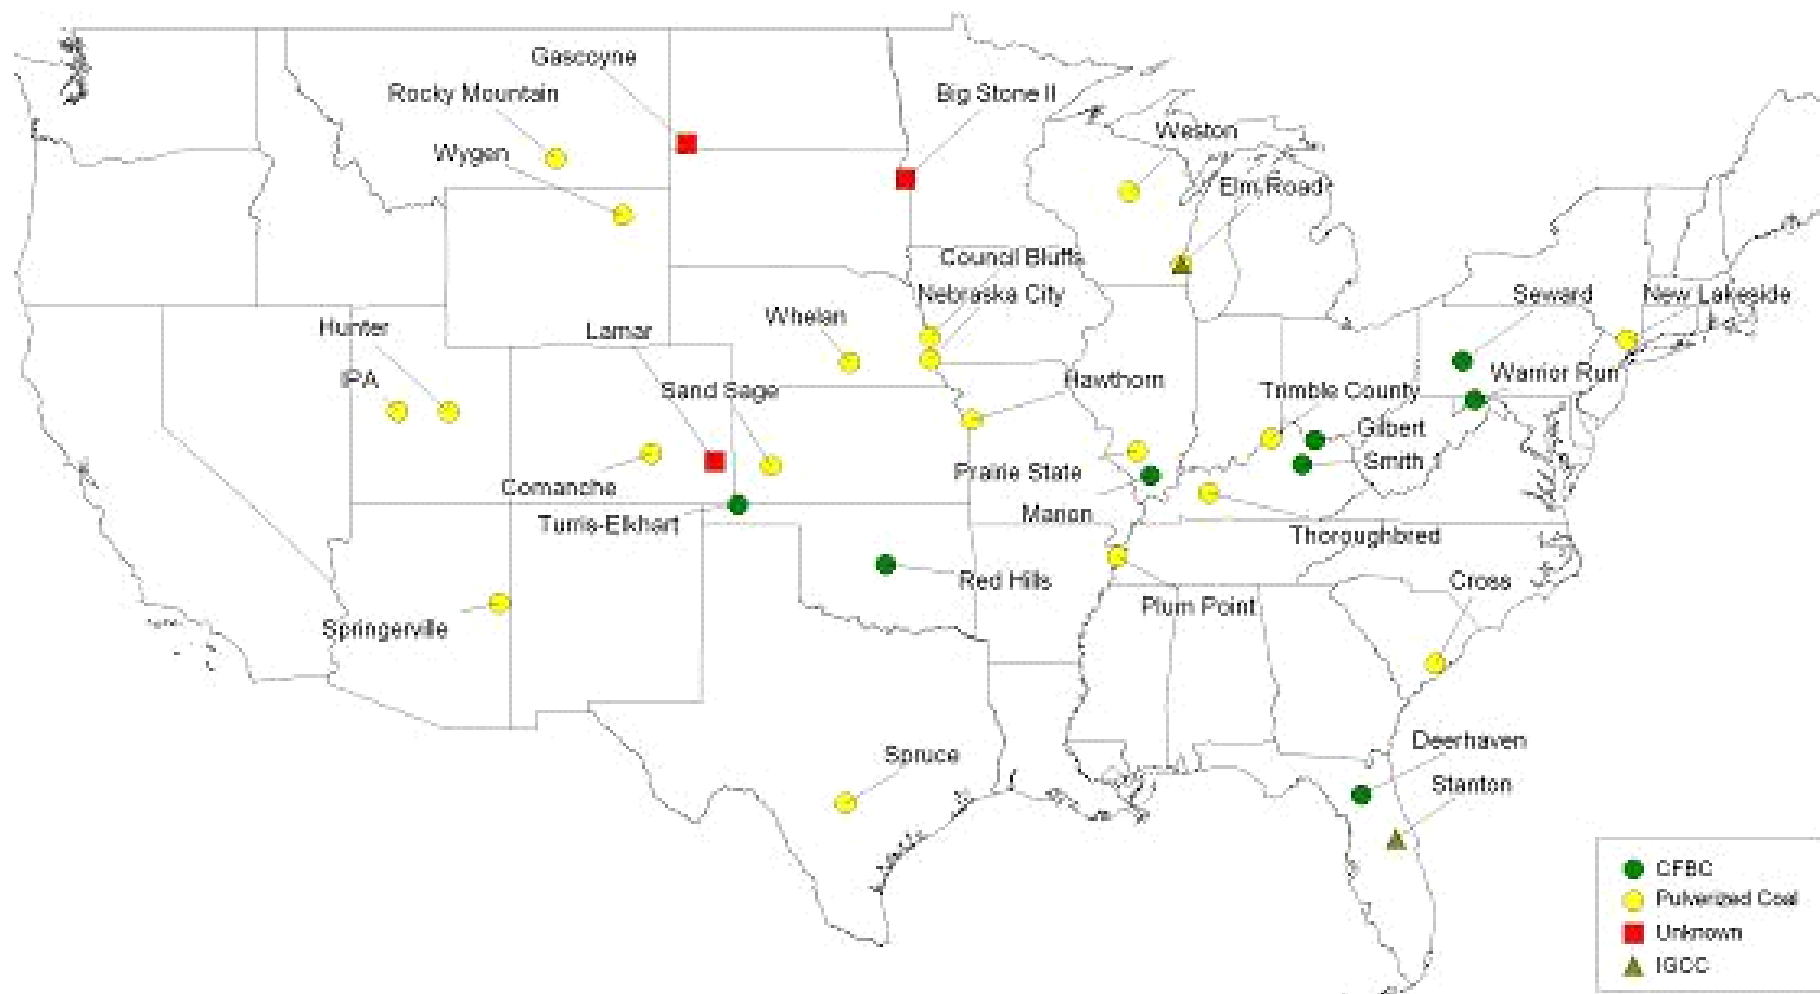 Gascoyne
Rocky Mountain
Big Stone II
Weston
Wygen
Elm Road
Council Bluffs
Nebraska City
Seward
New Lakeside
Whelan
Hunter
Lamar
IPA
Hawthorn
Warrior Run
Sand Sage
Trimble County
Gilbert
Smith
Prairie State
Comanche
Marion
Turris-Elkhart
Thoroughbred
Red Hills
Cross
Plum Point
Springerville
Deerhaven
Spruce
Stanton
CFBC
Pulverized Coal
Unknown
IGCC